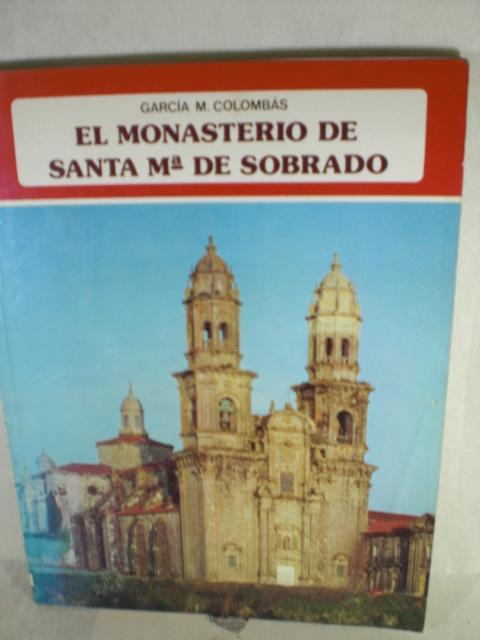 GARCÍA M. COLOMBÁS
EL MONASTERIO DE
SANTA Mª DE SOBRADO